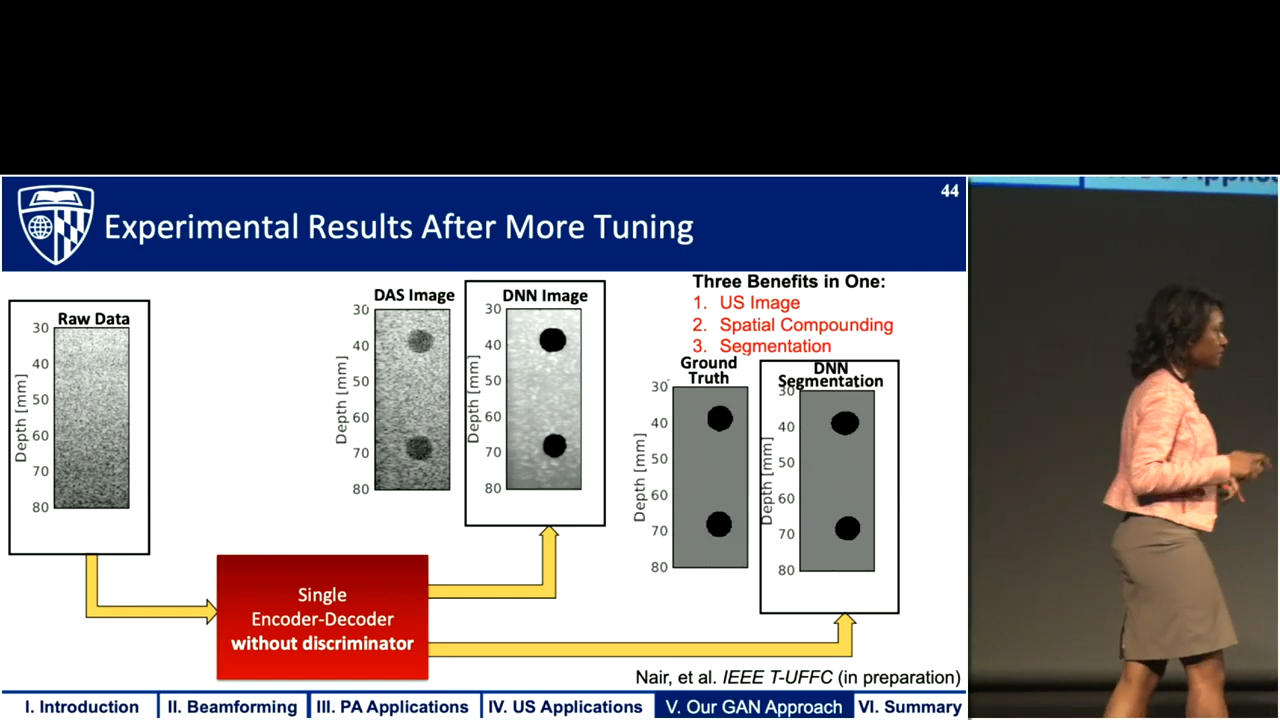 44
Experimental Results After More Tuning
Three Benefits in One:
1. US Image
2. Spatial Compounding
3. Segmentation
Raw Data
30
40
50
60
70
80
Depth [mm]
DAS Image
30
40
50
60
70
80
Depth [mm]
DNN Image
30
40
50
60
70
80
Depth [mm]
Ground
Truth
30
40
50
60
70
80
Depth [mm]
DNN
Segmentation
30
40
50
60
70
80
Depth [mm]
Single
Encoder-Decoder
without discriminator
Nair, et al. IEEE T-UFFC (in preparation)
I. Introduction
II. Beamforming
III. PA Applications
IV. US Applications
V. Our GAN Approach
VI. Summary